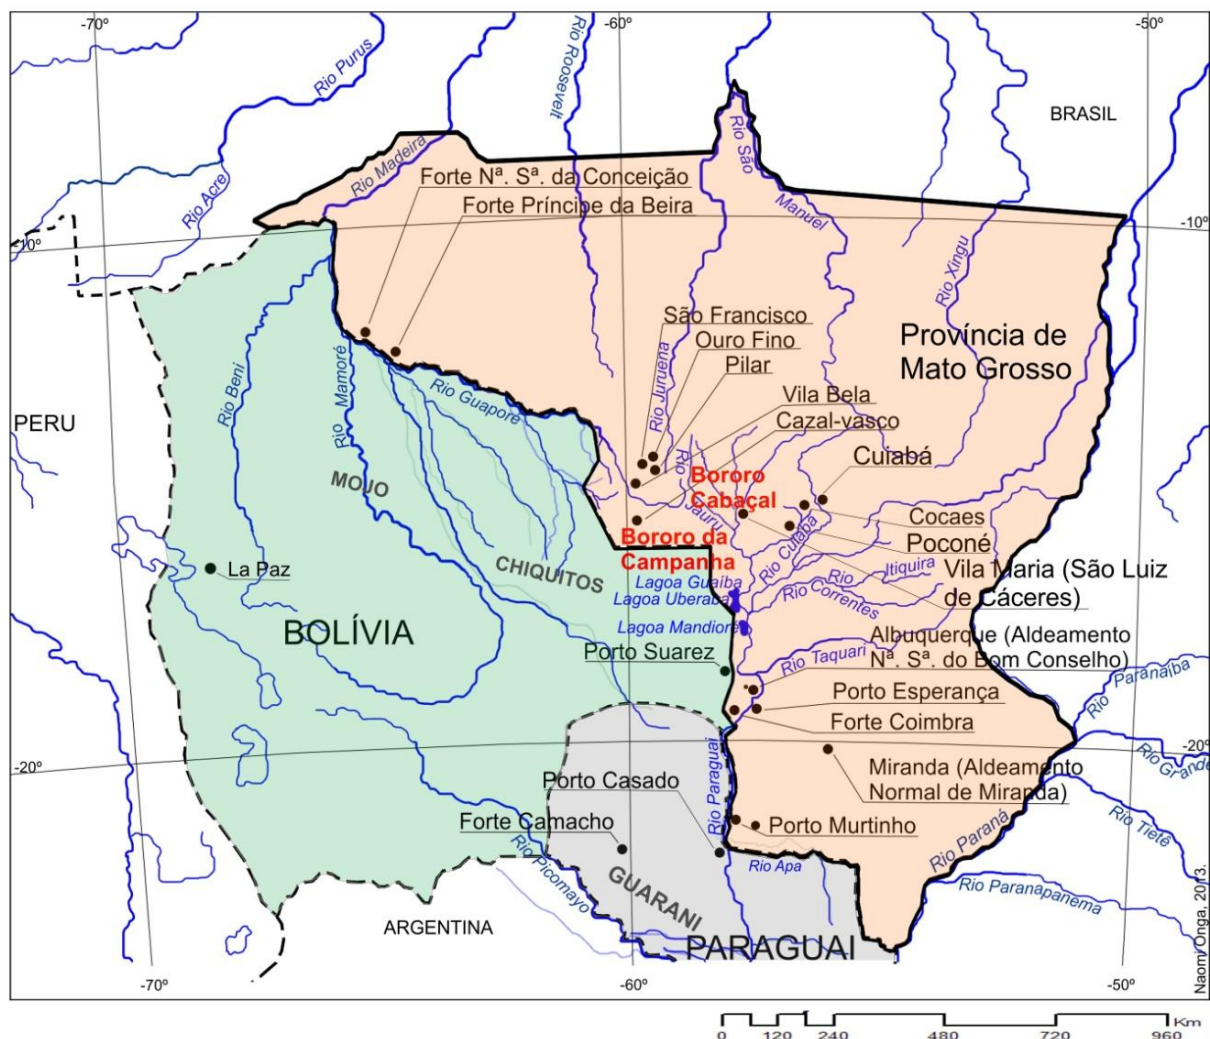 -70º
-60º
-50º
Rio Purus
Rio Roosevelt
BRASIL
Rio Acre
Rio Madeira
Rio São
Manuel
Forte Nª. Sª. da Conceição
Forte Príncipe da Beira
-10º
-10º
Rio Xingu
São Francisco
Ouro Fino
Pilar
Província de
Mato Grosso
Rio Beni
Rio Mamoré
Rio Guaporé
Rio Juruena
Vila Bela
Cazal-vasco
PERU
MOJO
Rio
Jauru
Bororo
Cabaçal
Cuiabá
Cocaes
Bororo da
Campanha
Rio Cuiabá
Poconé
La Paz
CHIQUITOS
Lagoa Guaíba
Rio
Itiquira
Vila Maria (São Luiz
de Cáceres)
Lagoa Uberaba
Rio Correntes
BOLÍVIA
Lagoa Mandioré
Albuquerque (Aldeamento
Nª. Sª. do Bom Conselho)
Porto Suarez
Rio Taquari
Rio Paranaíba
Porto Esperança
Forte Coimbra
-20º
-20º
Rio Grande
Porto Casado
Rio Paraguai
Miranda (Aldeamento
Normal de Miranda)
Forte Camacho
Porto Murtinho
Rio Tietê
Rio Paraná
Rio Apa
Rio Picomayo
GUARANI
Rio Paranapanema
ARGENTINA
PARAGUAI
Naomi Onga, 2013.
-70º
-60º
-50º
Km
0 120 240 480 720 960